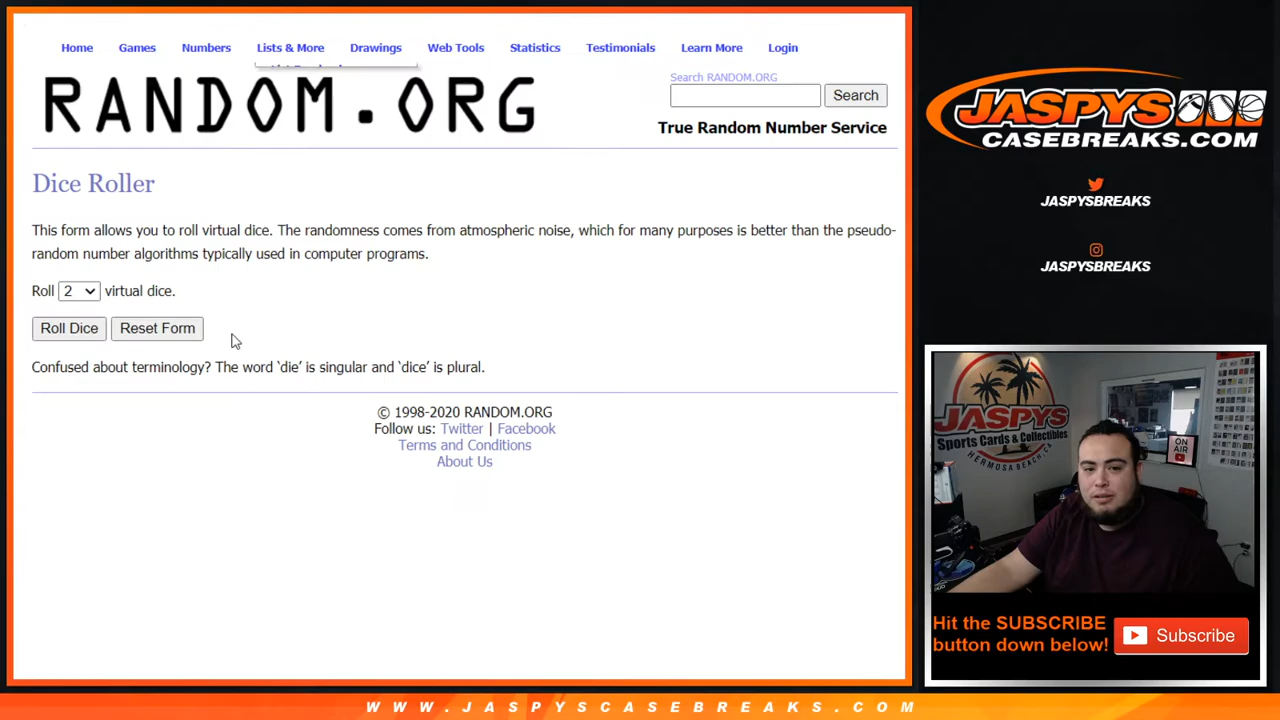 Home Games Numbers Lists & More Drawings Web Tools Statistics Testimonials Learn More Login
RANDOM.ORG
Search RANDOM.ORG
Search
True Random Number Service
Dice Roller
This form allows you to roll virtual dice. The randomness comes from atmospheric noise, which for many purposes is better than the pseudo-
random number algorithms typically used in computer programs.
Roll 2 virtual dice.
Roll Dice Reset Form
Confused about terminology? The word ‘die’ is singular and ‘dice’ is plural.
© 1998-2020 RANDOM.ORG
Follow us: Twitter | Facebook
Terms and Conditions
About Us
JASPYS
CASEBREAKS.COM
JASPYSBREAKS
JASPYSBREAKS
JASPYS
Sports Cards & Collectibles
HERMOSA BEACH, CA
ON
AIR
Hit the SUBSCRIBE
button down below!
Subscribe
WWW.JASPYSCASEBREAKS.COM